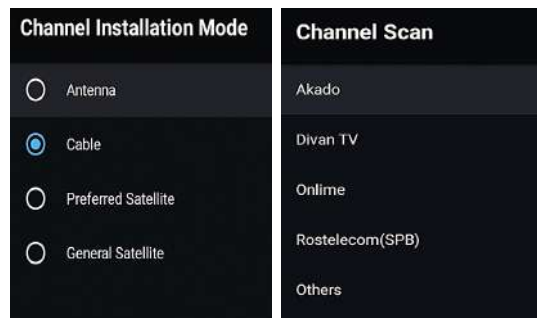 Channel Installation Mode
Antenna
Cable
Preferred Satellite
General Satellite
Channel Scan
Akado
Divan TV
Onlime
Rostelecom(SPB)
Others